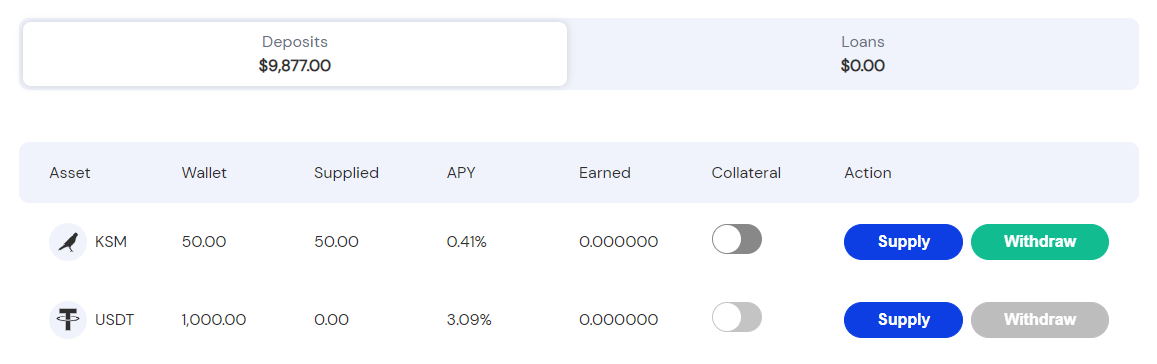 Deposits Loans
$9,877.00 $0.00
Asset Wallet Supplied APY Earned Collateral Action
KSM 50.00 50.00 0.41% 0.000000 Supply Withdraw
USDT 1,000.00 0.00 3.09% 0.000000 Supply Withdraw